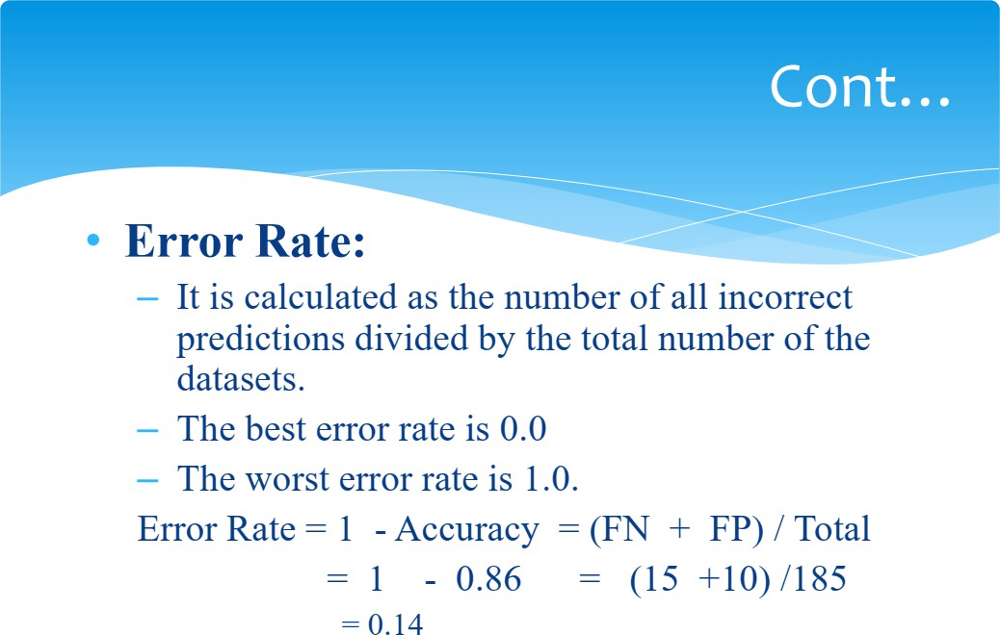 Cont...
• Error Rate:
– It is calculated as the number of all incorrect
predictions divided by the total number of the
datasets.
– The best error rate is 0.0
– The worst error rate is 1.0.
Error Rate = 1 - Accuracy = (FN + FP) / Total
= 1 - 0.86 = (15 +10) /185
= 0.14